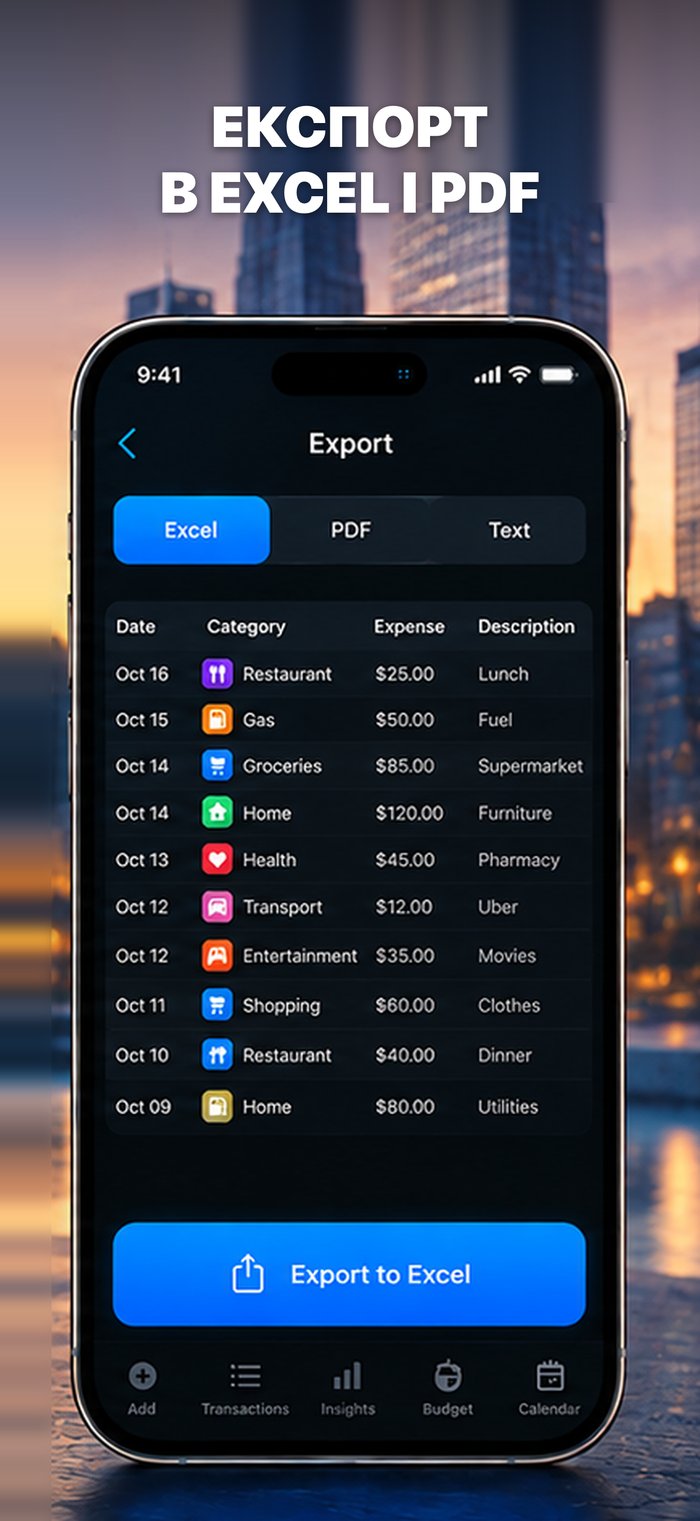 ЕКСПОРТ
В EXCEL І PDF
9:41
Export
Excel PDF Text
Date Category Expense Description
Oct 16 Restaurant $25.00 Lunch
Oct 15 Gas $50.00 Fuel
Oct 14 Groceries $85.00 Supermarket
Oct 14 Home $120.00 Furniture
Oct 13 Health $45.00 Pharmacy
Oct 12 Transport $12.00 Uber
Oct 12 Entertainment $35.00 Movies
Oct 11 Shopping $60.00 Clothes
Oct 10 Restaurant $40.00 Dinner
Oct 09 Home $80.00 Utilities
Export to Excel
Add Transactions Insights Budget Calendar